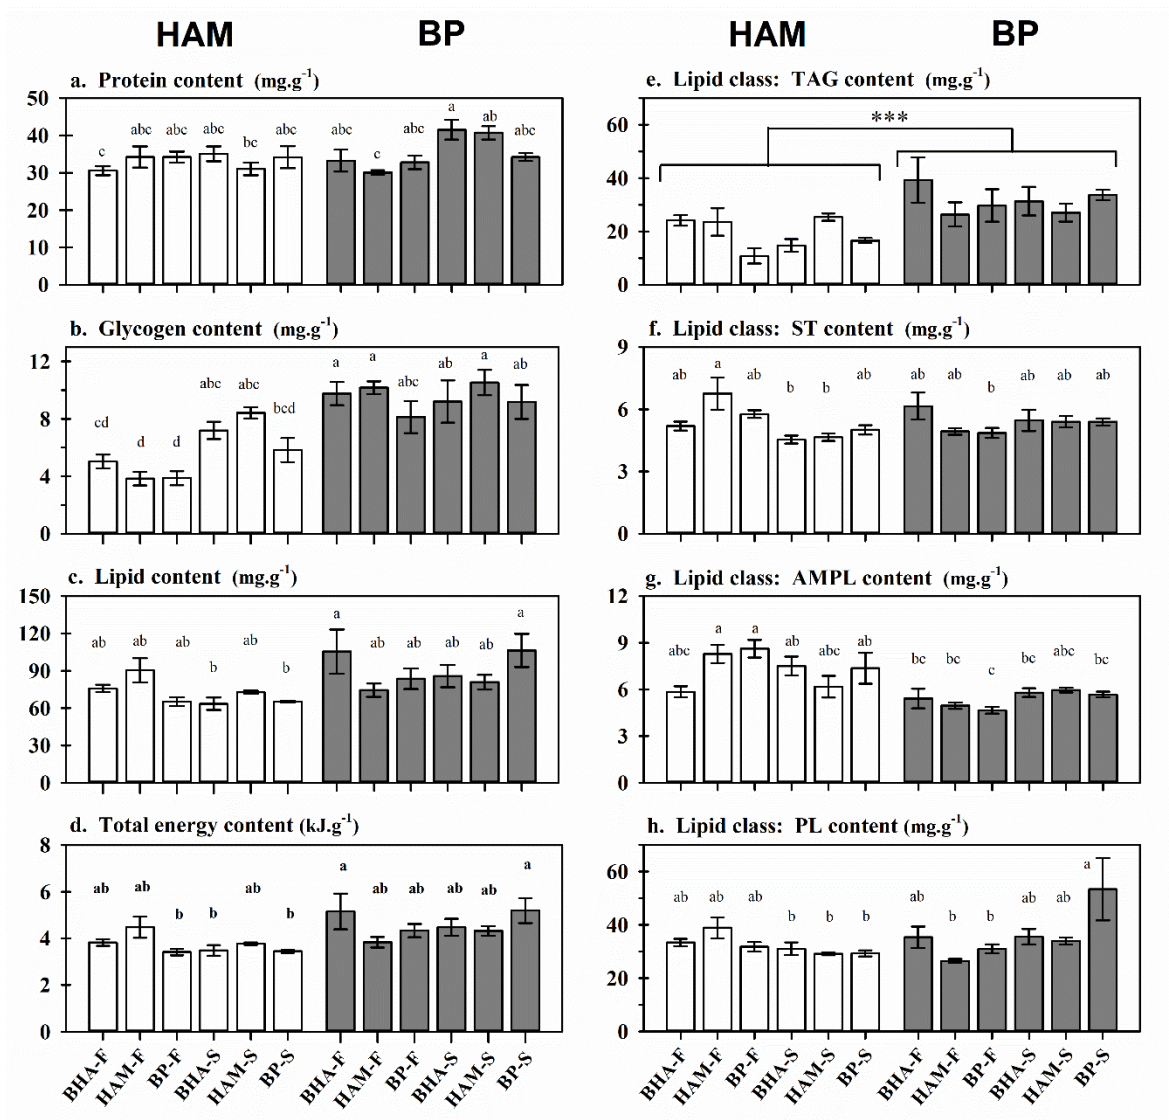 HAM BP HAM BP
a. Protein content (mg.g-1)
50
40
30
20
10
0
c abc abc abc bc abc abc c abc a ab abc
b. Glycogen content (mg.g-1)
12
8
4
0
cd d d abc abc bcd a a abc ab a ab
c. Lipid content (mg.g-1)
150
120
90
60
30
0
ab ab ab b ab b a ab ab ab ab a
d. Total energy content (kJ.g-1)
8
6
4
2
0
ab ab b b ab b a ab ab ab ab a
BHA-F HAM-F BP-F BHA-S HAM-S BP-S BHA-F HAM-F BP-F BHA-S HAM-S BP-S
e. Lipid class: TAG content (mg.g-1)
60
40
20
0
***
f. Lipid class: ST content (mg.g-1)
9
6
3
0
ab a ab b b ab ab ab b ab ab ab
g. Lipid class: AMPL content (mg.g-1)
12
9
6
3
0
abc a a ab abc ab bc bc c bc abc bc
h. Lipid class: PL content (mg.g-1)
60
40
20
0
ab ab ab b b b ab b b ab ab a
BHA-F HAM-F BP-F BHA-S HAM-S BP-S BHA-F HAM-F BP-F BHA-S HAM-S BP-S